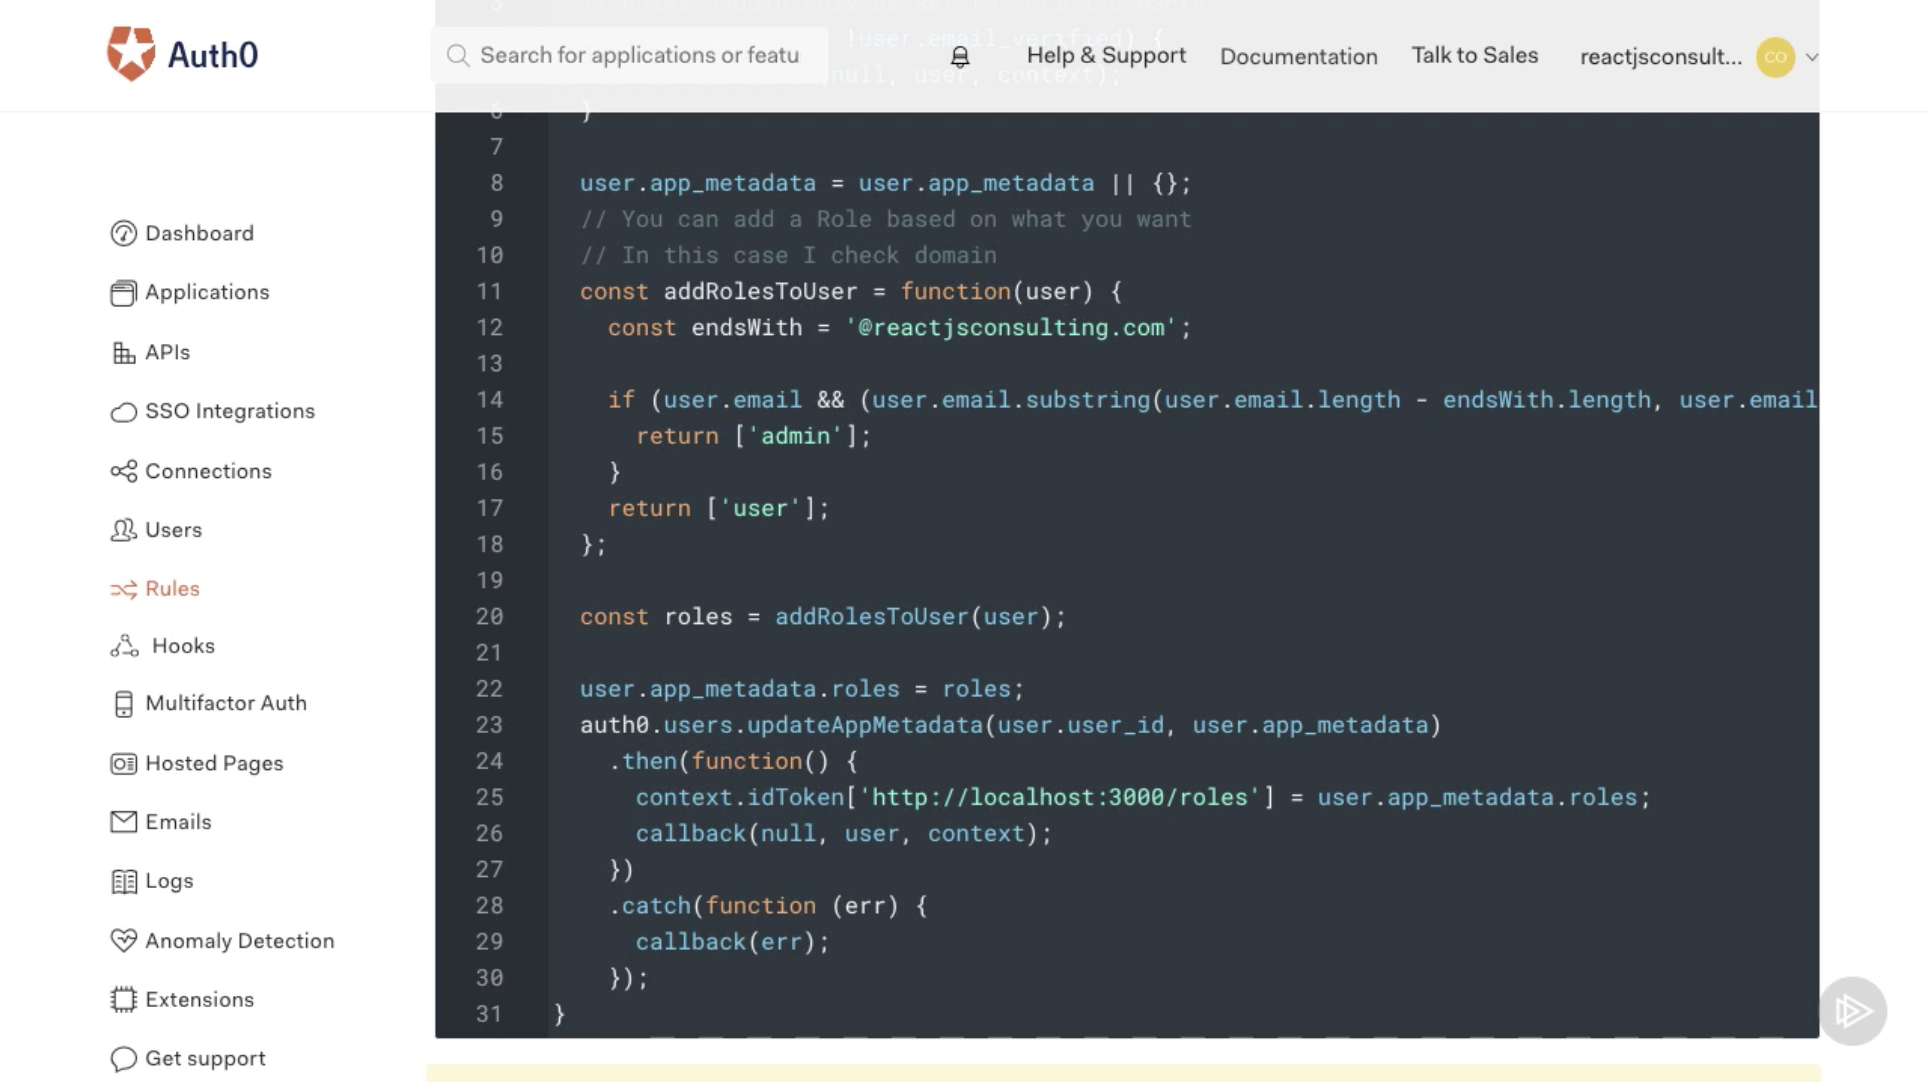 Auth0
Search for applications or featu
Help & Support
Documentation
Talk to Sales
reactjsconsult...
CO
!user.email_verified) {
null, user, context);
Dashboard
Applications
APIs
SSO Integrations
Connections
Users
Rules
Hooks
Multifactor Auth
Hosted Pages
Emails
Logs
Anomaly Detection
Extensions
Get support
6 }
7
8 user.app_metadata = user.app_metadata || {};
9 // You can add a Role based on what you want
10 // In this case I check domain
11 const addRolesToUser = function(user) {
12 const endsWith = '@reactjsconsulting.com';
13
14 if (user.email && (user.email.substring(user.email.length - endsWith.length, user.email
15 return ['admin'];
16 }
17 return ['user'];
18 };
19
20 const roles = addRolesToUser(user);
21
22 user.app_metadata.roles = roles;
23 auth0.users.updateAppMetadata(user.user_id, user.app_metadata)
24 .then(function() {
25 context.idToken['http://localhost:3000/roles'] = user.app_metadata.roles;
26 callback(null, user, context);
27 })
28 .catch(function (err) {
29 callback(err);
30 });
31 }